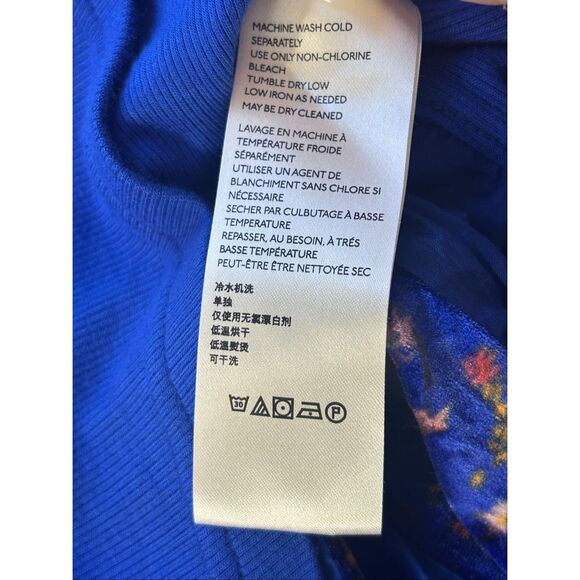 MACHINE WASH COLD
SEPARATELY
USE ONLY NON-CHLORINE
BLEACH
TUMBLE DRY LOW
LOW IRON AS NEEDED
MAY BE DRY CLEANED
LAVAGE EN MACHINE À
TEMPÉRATURE FROIDE
SÉPARÉMENT
UTILISER UN AGENT DE
BLANCHIMENT SANS CHLORE SI
NÉCESSAIRE
SECHER PAR CULBUTAGE À BASSE
TEMPERATURE
REPASSER, AU BESOIN, À TRÉS
BASSE TEMPÉRATURE
PEUT-ÊTRE ÊTRE NETTOYÉE SEC
冷水机洗
单独
仅使用无氯漂白剂
低温烘干
低温熨烫
可干洗
30 P